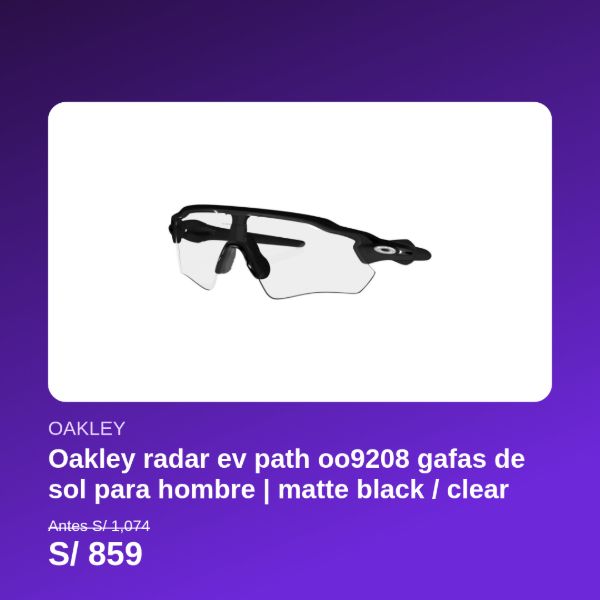 OAKLEY
Oakley radar ev path oo9208 gafas de
sol para hombre | matte black / clear
Antes S/ 1,074
S/ 859